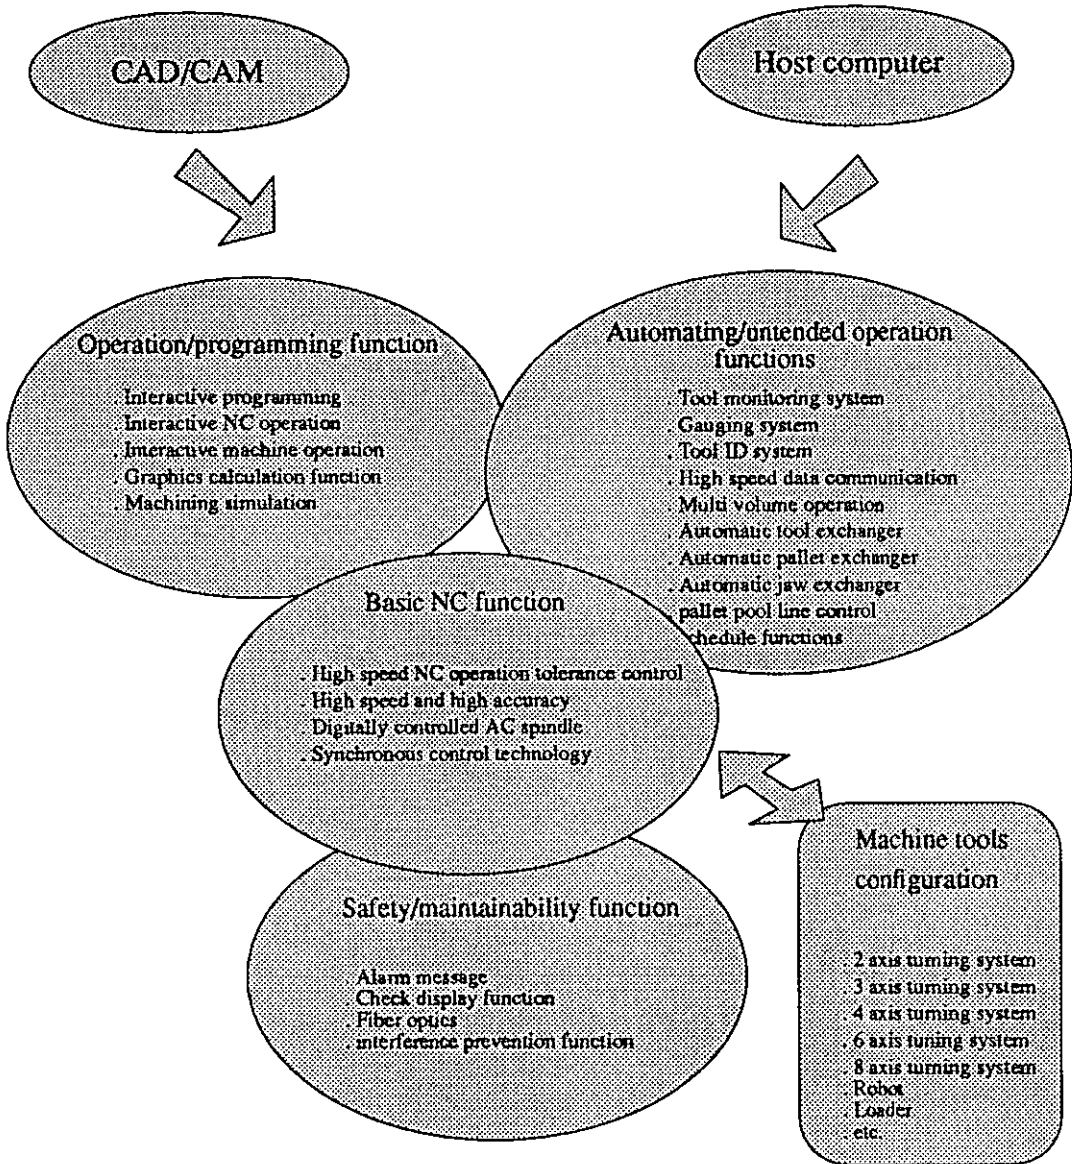 CAD/CAM
Host computer
Operation/programming function
. Interactive programming
. Interactive NC operation
. Interactive machine operation
. Graphics calculation function
. Machining simulation
Automating/untended operation
functions
. Tool monitoring system
. Gauging system
. Tool ID system
. High speed data communication
. Multi volume operation
. Automatic tool exchanger
. Automatic pallet exchanger
. Automatic jaw exchanger
. pallet pool line control
schedule functions
Basic NC function
. High speed NC operation tolerance control
. High speed and high accuracy
. Digitally controlled AC spindle
. Synchronous control technology
Safety/maintainability function
. Alarm message
. Check display function
. Fiber optics
. interference prevention function
Machine tools
configuration
. 2 axis turning system
. 3 axis turning system
. 4 axis turning system
. 6 axis tuning system
. 8 axis turning system
. Robot
. Loader
. etc.